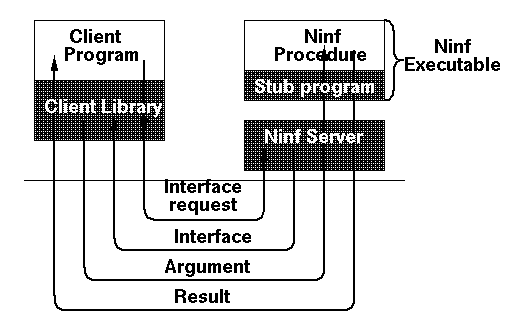 Client
Program
Client Library
Ninf
Procedure
Stub program
Ninf
Executable
Ninf Server
Interface
request
Interface
Argument
Result